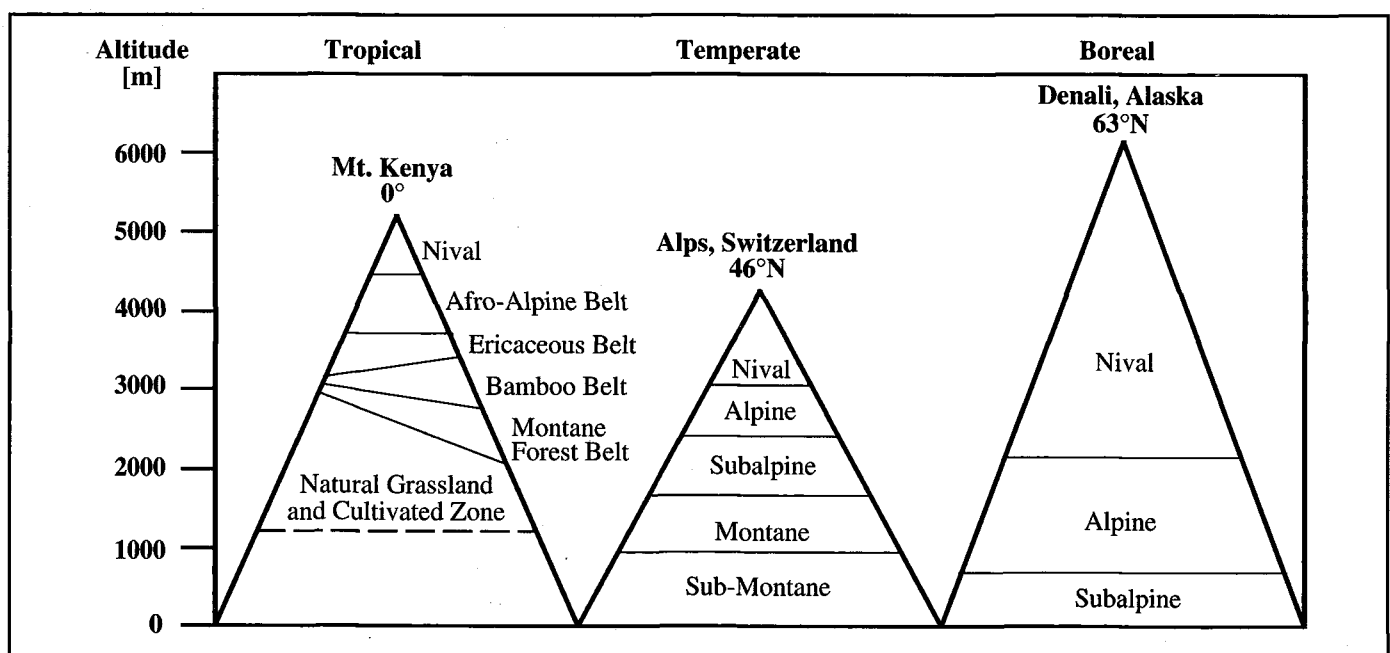 Altitude
[m]
Tropical
Temperate
Boreal
6000
5000
4000
3000
2000
1000
0
Mt. Kenya
0°
Nival
Afro-Alpine Belt
Ericaceous Belt
Bamboo Belt
Montane
Forest Belt
Natural Grassland
and Cultivated Zone
Alps, Switzerland
46°N
Nival
Alpine
Subalpine
Montane
Sub-Montane
Denali, Alaska
63°N
Nival
Alpine
Subalpine